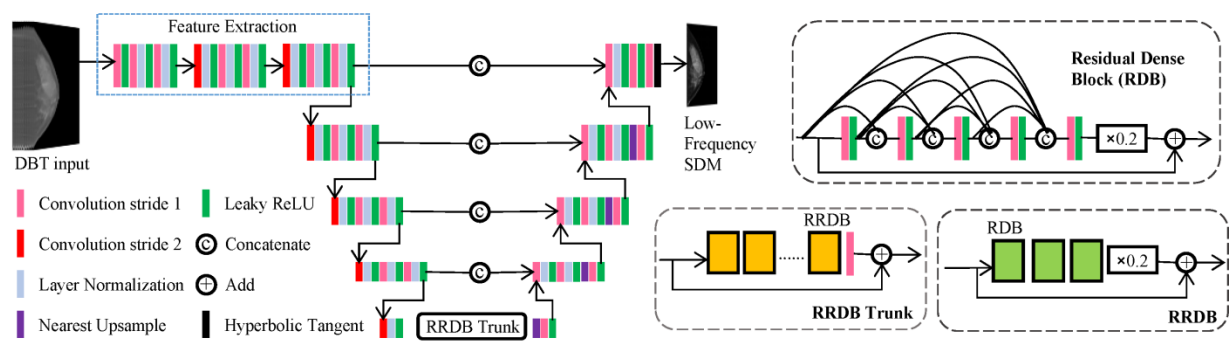 Feature Extraction
DBT input
C
C
C
C
Low-
Frequency
SDM
Convolution stride 1
Leaky ReLU
Convolution stride 2
C Concatenate
Layer Normalization
+ Add
Nearest Upsample
Hyperbolic Tangent
RRDB Trunk
Residual Dense
Block (RDB)
C
C
C
C
×0.2
+
RRDB
......
+
RRDB Trunk
RDB
×0.2
+
RRDB